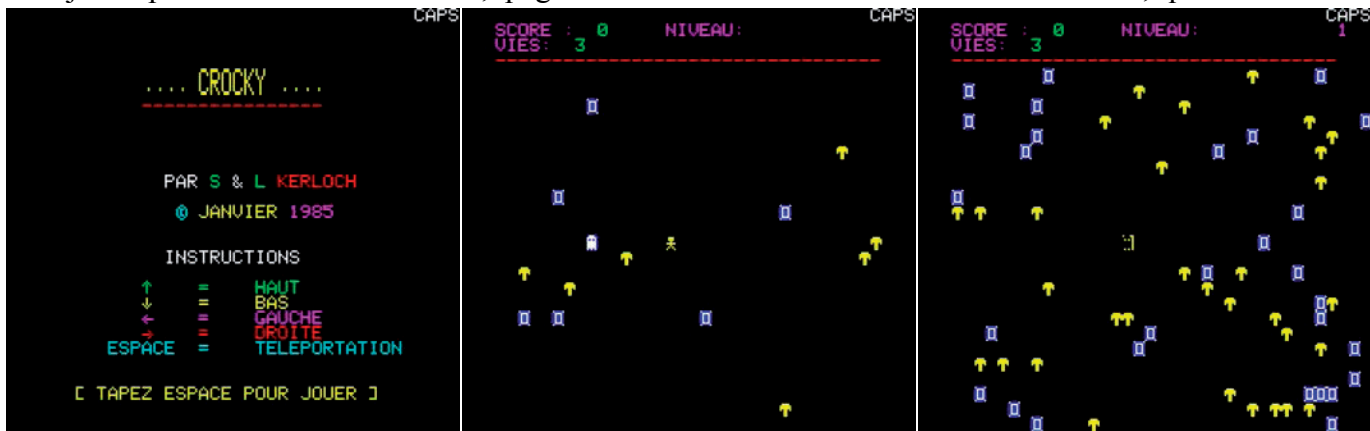 CAPS
.... CROCKY ....
PAR S & L KERLOCH
© JANVIER 1985
INSTRUCTIONS
↑ = HAUT
↓ = BAS
← = GAUCHE
→ = DROITE
ESPACE = TELEPORTATION
[ TAPEZ ESPACE POUR JOUER ]
CAPS
SCORE : 0 NIVEAU:
VIES: 3
CAPS
SCORE : 0 NIVEAU: 1
VIES: 3